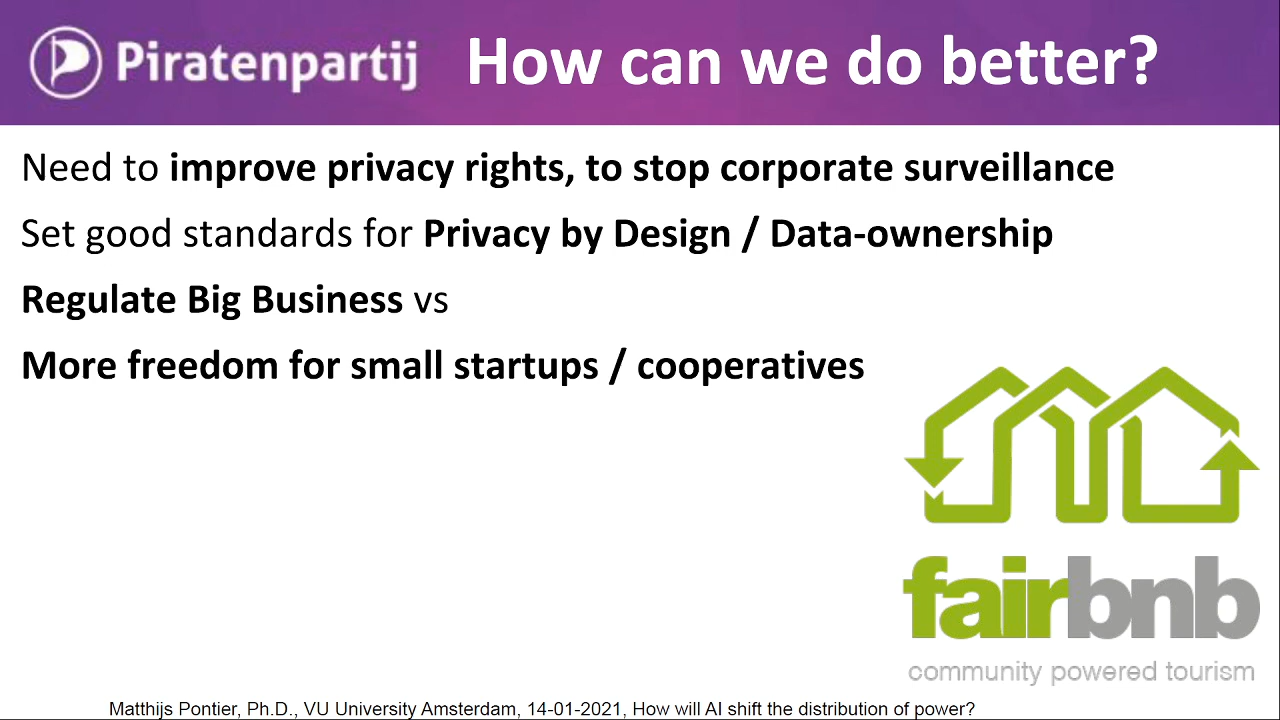 Piratenpartij How can we do better?
Need to improve privacy rights, to stop corporate surveillance
Set good standards for Privacy by Design / Data-ownership
Regulate Big Business vs
More freedom for small startups / cooperatives
fairbnb
community powered tourism
Matthijs Pontier, Ph.D., VU University Amsterdam, 14-01-2021, How will AI shift the distribution of power?